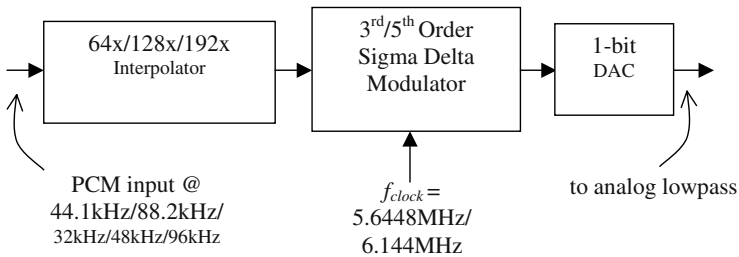 64x/128x/192x
Interpolator
3rd/5th Order
Sigma Delta
Modulator
1-bit
DAC
PCM input @
44.1kHz/88.2kHz/
32kHz/48kHz/96kHz
fclock =
5.6448MHz/
6.144MHz
to analog lowpass